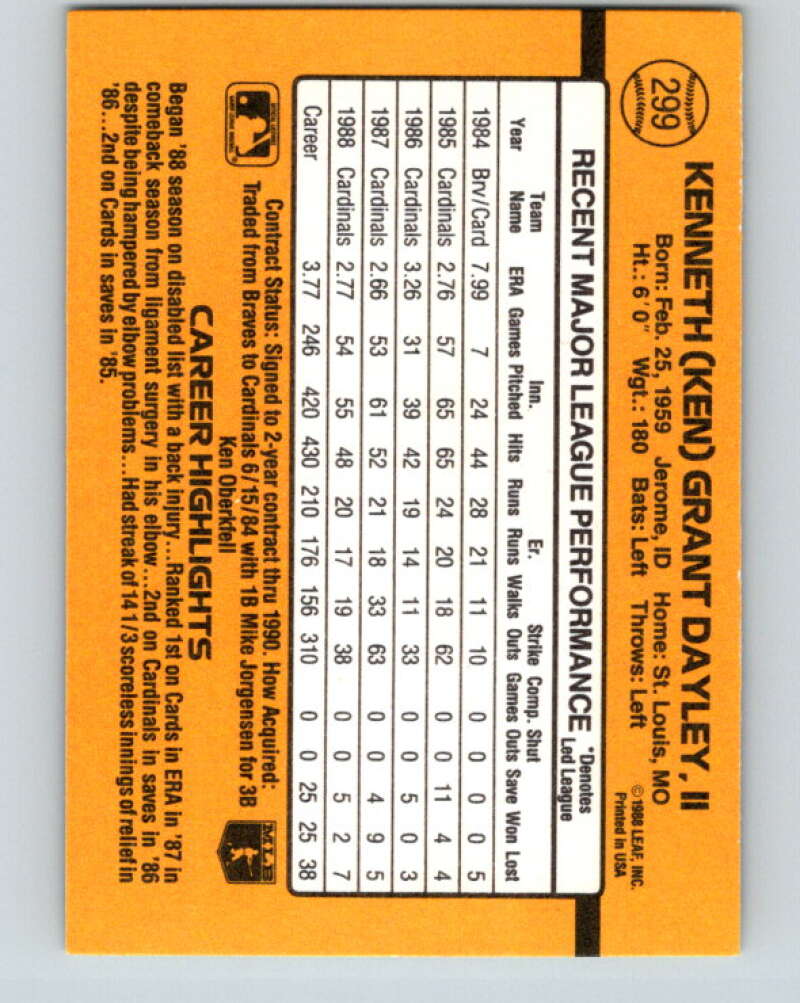 299
KENNETH (KEN) GRANT DAYLEY, II
Born: Feb. 25, 1959 Jerome, ID Home: St. Louis, MO
Ht.: 6'0" Wgt.: 180 Bats: Left Throws: Left
© 1988 LEAF, INC.
Printed in USA
RECENT MAJOR LEAGUE PERFORMANCE *Denotes
Led League
Team Inn. Er. Strike Comp. Shut
Year Name ERA Games Pitched Hits Runs Runs Walks Outs Games Outs Save Won Lost
1984 Brv/Card 7.99 7 24 44 28 21 11 10 0 0 0 0 5
1985 Cardinals 2.76 57 65 65 24 20 18 62 0 0 11 4 4
1986 Cardinals 3.26 31 39 42 19 14 11 33 0 0 5 0 3
1987 Cardinals 2.66 53 61 52 21 18 33 63 0 0 4 9 5
1988 Cardinals 2.77 54 55 48 20 17 19 38 0 0 5 2 7
Career 3.77 246 420 430 210 176 156 310 0 0 25 25 38
Contract Status: Signed to 2-year contract thru 1990. How Acquired:
Traded from Braves to Cardinals 6/15/84 with 1B Mike Jorgensen for 3B
Ken Oberkfell
MLB
CAREER HIGHLIGHTS
Began '88 season on disabled list with a back injury...Ranked 1st on Cards in ERA in '87 in
comeback season from ligament surgery in his elbow...2nd on Cardinals in saves in '86
despite being hampered by elbow problems...Had streak of 14 1/3 scoreless innings of relief in
'86...2nd on Cards in saves in '85.